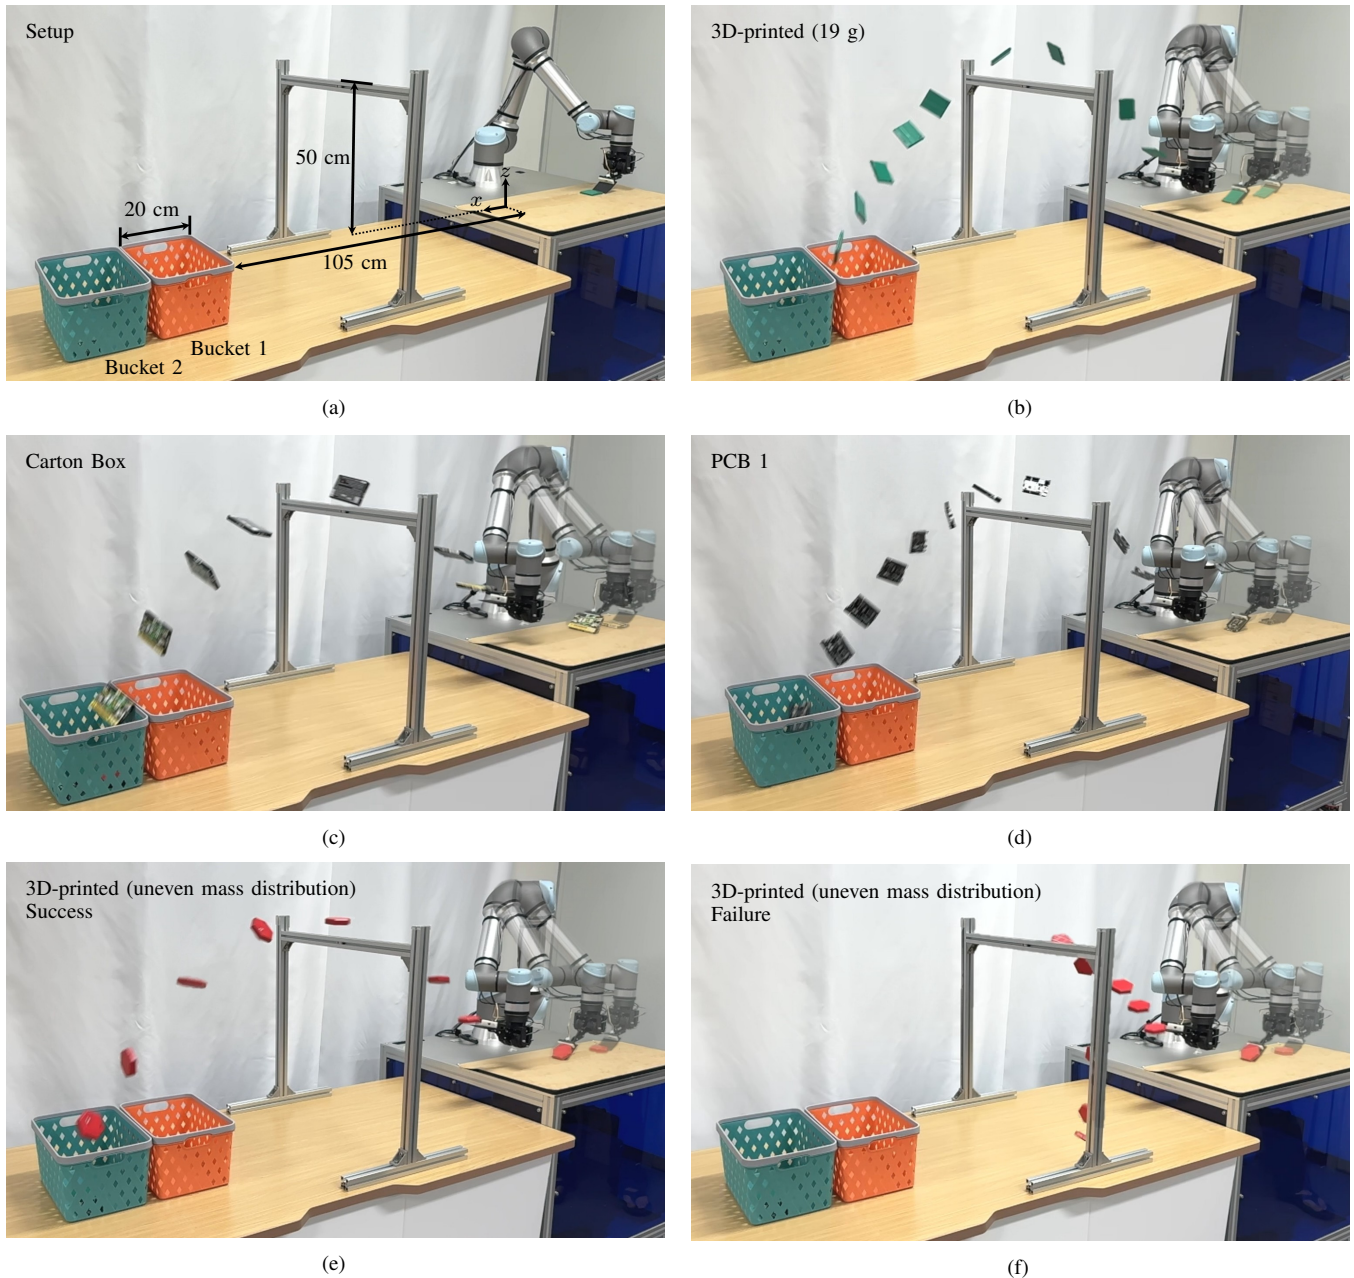 Setup
50 cm
z
x
20 cm
105 cm
Bucket 1
Bucket 2
(a)
3D-printed (19 g)
(b)
Carton Box
(c)
PCB 1
(d)
3D-printed (uneven mass distribution)
Success
(e)
3D-printed (uneven mass distribution)
Failure
(f)